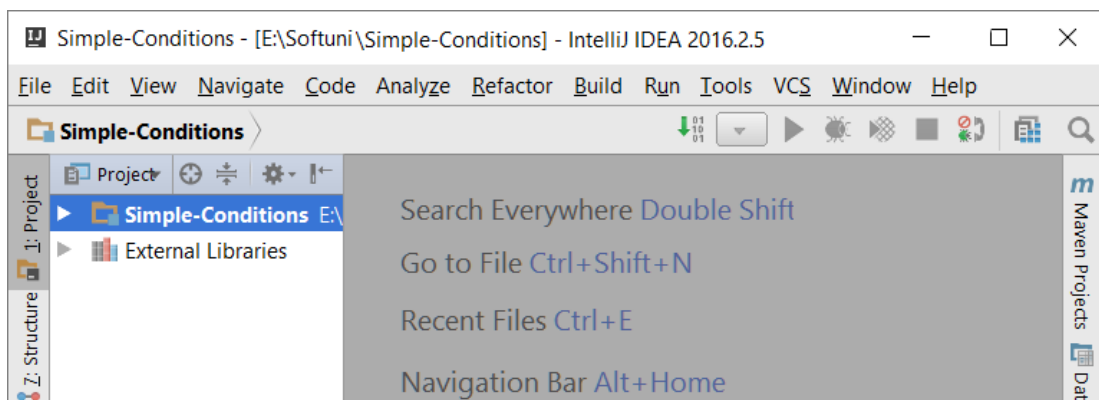 IJ Simple-Conditions - [E:\Softuni\Simple-Conditions] - IntelliJ IDEA 2016.2.5
File Edit View Navigate Code Analyze Refactor Build Run Tools VCS Window Help
Simple-Conditions
Project
1: Project
Simple-Conditions E:\
External Libraries
Z: Structure
Search Everywhere Double Shift
Go to File Ctrl+Shift+N
Recent Files Ctrl+E
Navigation Bar Alt+Home
m Maven Projects
Dat